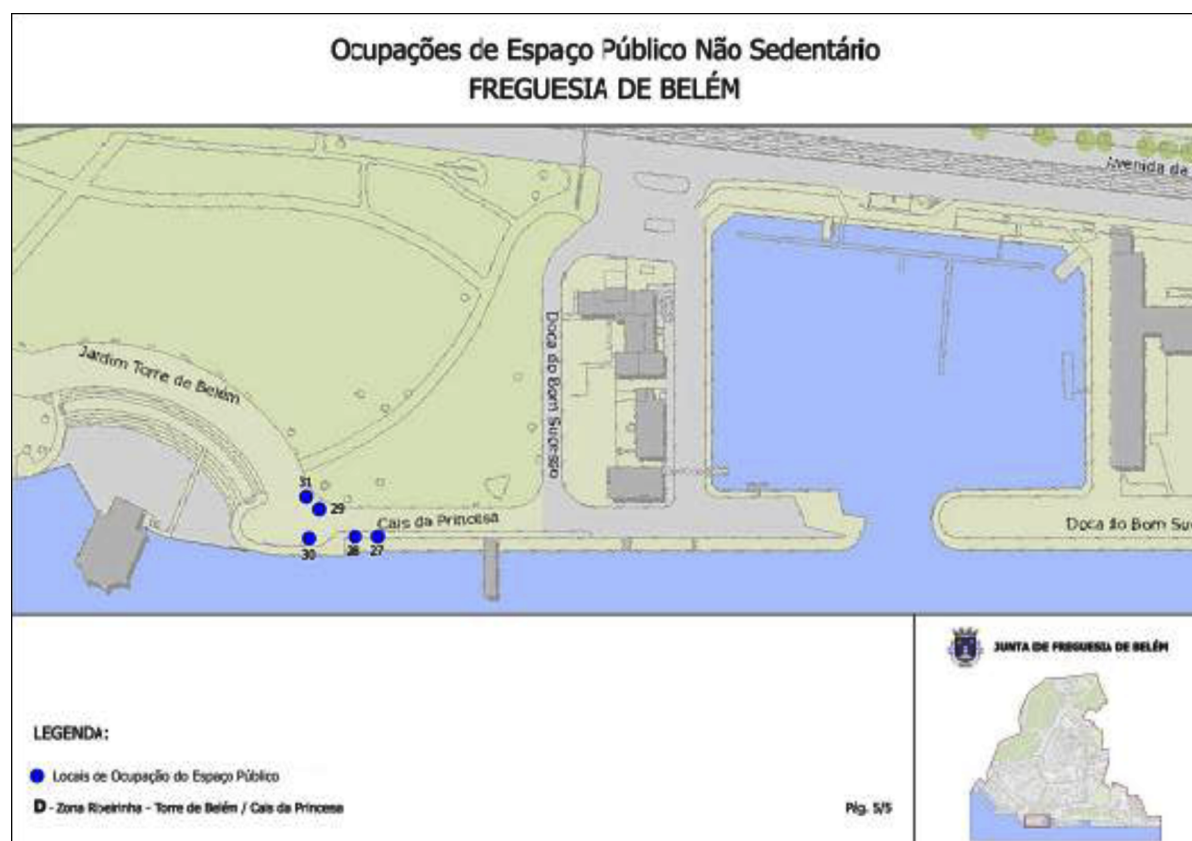 Ocupações de Espaço Público Não Sedentário
FREGUESIA DE BELÉM
Avenida da
Jardim Torre de Belém
Doca do Bom Sucesso
31
29
Cais da Princesa
30
28
27
Doca do Bom Suc
JUNTA DE FREGUESIA DE BELÉM
LEGENDA:
Locais de Ocupação do Espaço Público
D - Zona Ribeirinha - Torre de Belém / Cais da Princesa
Pág. 5/5